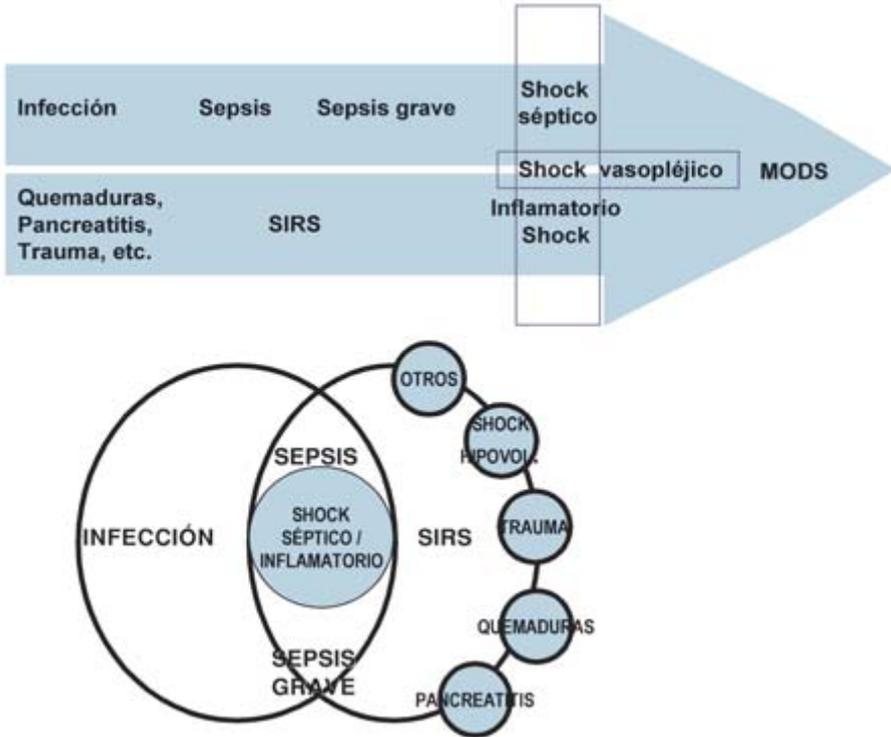 Infección
Sepsis
Sepsis grave
Shock
séptico
Shock vasopléjico
MODS
Quemaduras,
Pancreatitis,
Trauma, etc.
SIRS
Inflamatorio
Shock
OTROS
SHOCK
HIPOVOL.
SEPSIS
INFECCIÓN
SHOCK
SÉPTICO /
INFLAMATORIO
SIRS
TRAUMA
QUEMADURAS
SEPSIS
GRAVE
PANCREATITIS